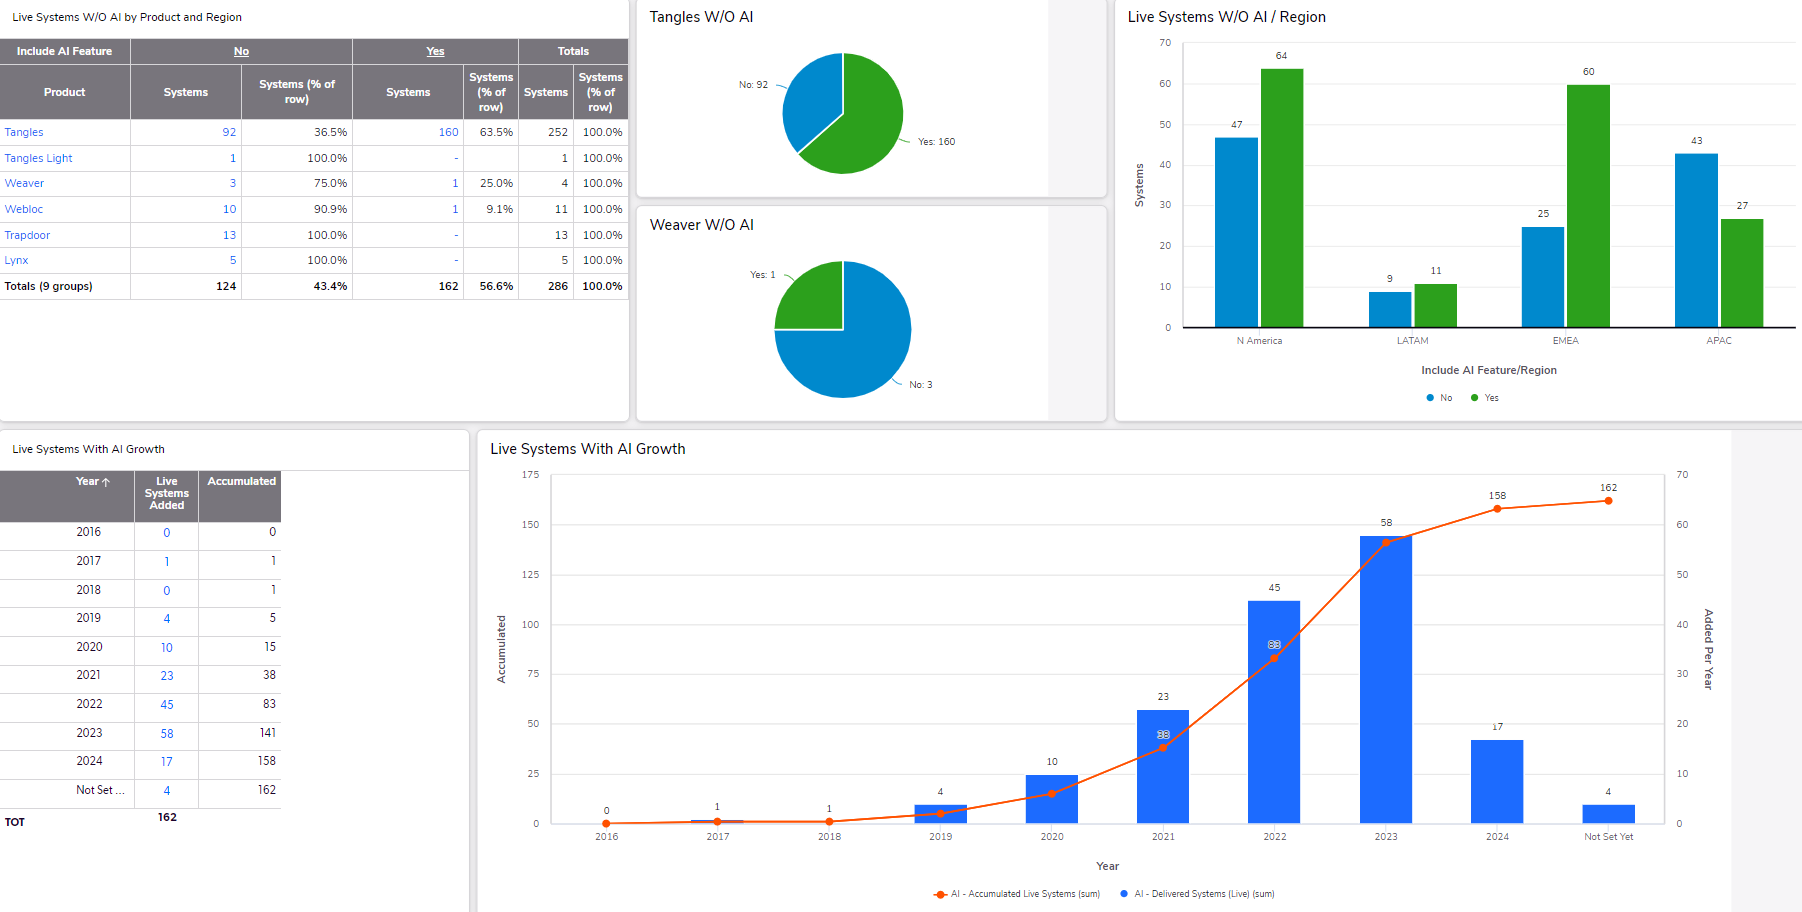 Live Systems W/O AI by Product and Region
Include AI Feature No Yes Totals
Product Systems Systems (% of row) Systems Systems (% of row) Systems Systems (% of row)
Tangles 92 36.5% 160 63.5% 252 100.0%
Tangles Light 1 100.0% - 1 100.0%
Weaver 3 75.0% 1 25.0% 4 100.0%
Webloc 10 90.9% 1 9.1% 11 100.0%
Trapdoor 13 100.0% - 13 100.0%
Lynx 5 100.0% - 5 100.0%
Totals (9 groups) 124 43.4% 162 56.6% 286 100.0%
Tangles W/O AI
No: 92
Yes: 160
Weaver W/O AI
Yes: 1
No: 3
Live Systems W/O AI / Region
70
60
50
40
30
20
10
0
Systems
47
64
9
11
25
60
43
27
N America LATAM EMEA APAC
Include AI Feature/Region
No Yes
Live Systems With AI Growth
Year ↑ Live Systems Added Accumulated
2016 0 0
2017 1 1
2018 0 1
2019 4 5
2020 10 15
2021 23 38
2022 45 83
2023 58 141
2024 17 158
Not Set ... 4 162
TOT 162
Live Systems With AI Growth
175
150
125
100
75
50
25
0
Accumulated
0
1
1
4
10
23
38
45
83
58
158
17
162
4
70
60
50
40
30
20
10
0
Added Per Year
2016 2017 2018 2019 2020 2021 2022 2023 2024 Not Set Yet
Year
AI - Accumulated Live Systems (sum) AI - Delivered Systems (Live) (sum)